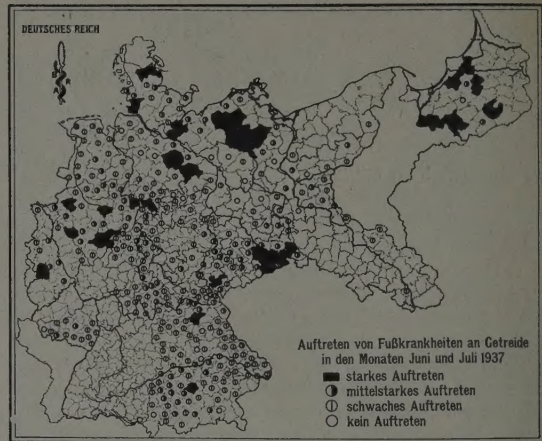 DEUTSCHES REICH
Auftreten von Fußkrankheiten an Getreide
in den Monaten Juni und Juli 1937
starkes Auftreten
mittelstarkes Auftreten
schwaches Auftreten
kein Auftreten